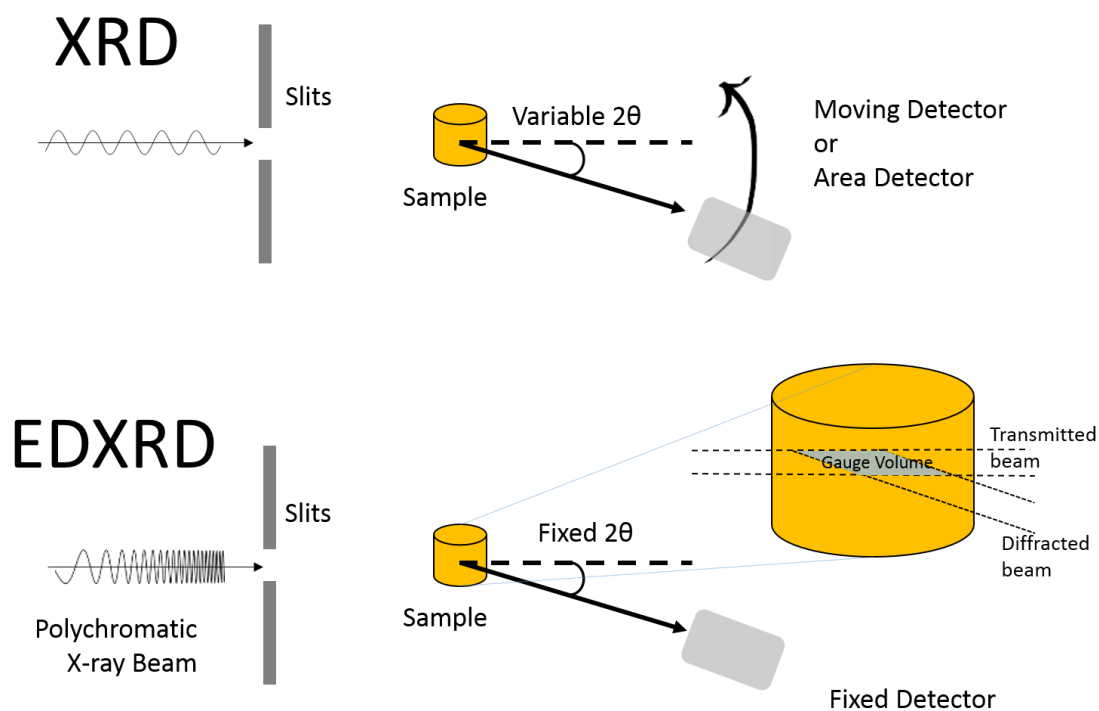 XRD
Slits
Variable 2θ
Sample
Moving Detector
or
Area Detector
EDXRD
Slits
Polychromatic
X-ray Beam
Fixed 2θ
Sample
Gauge Volume
Transmitted
beam
Diffracted
beam
Fixed Detector